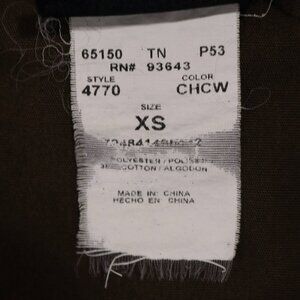 65150 TN P53
RN# 93643
STYLE COLOR
4770 CHCW
SIZE
XS
POLYESTER / POLI
COTTON / ALGODON
MADE IN: CHINA
HECHO EN: CHINA